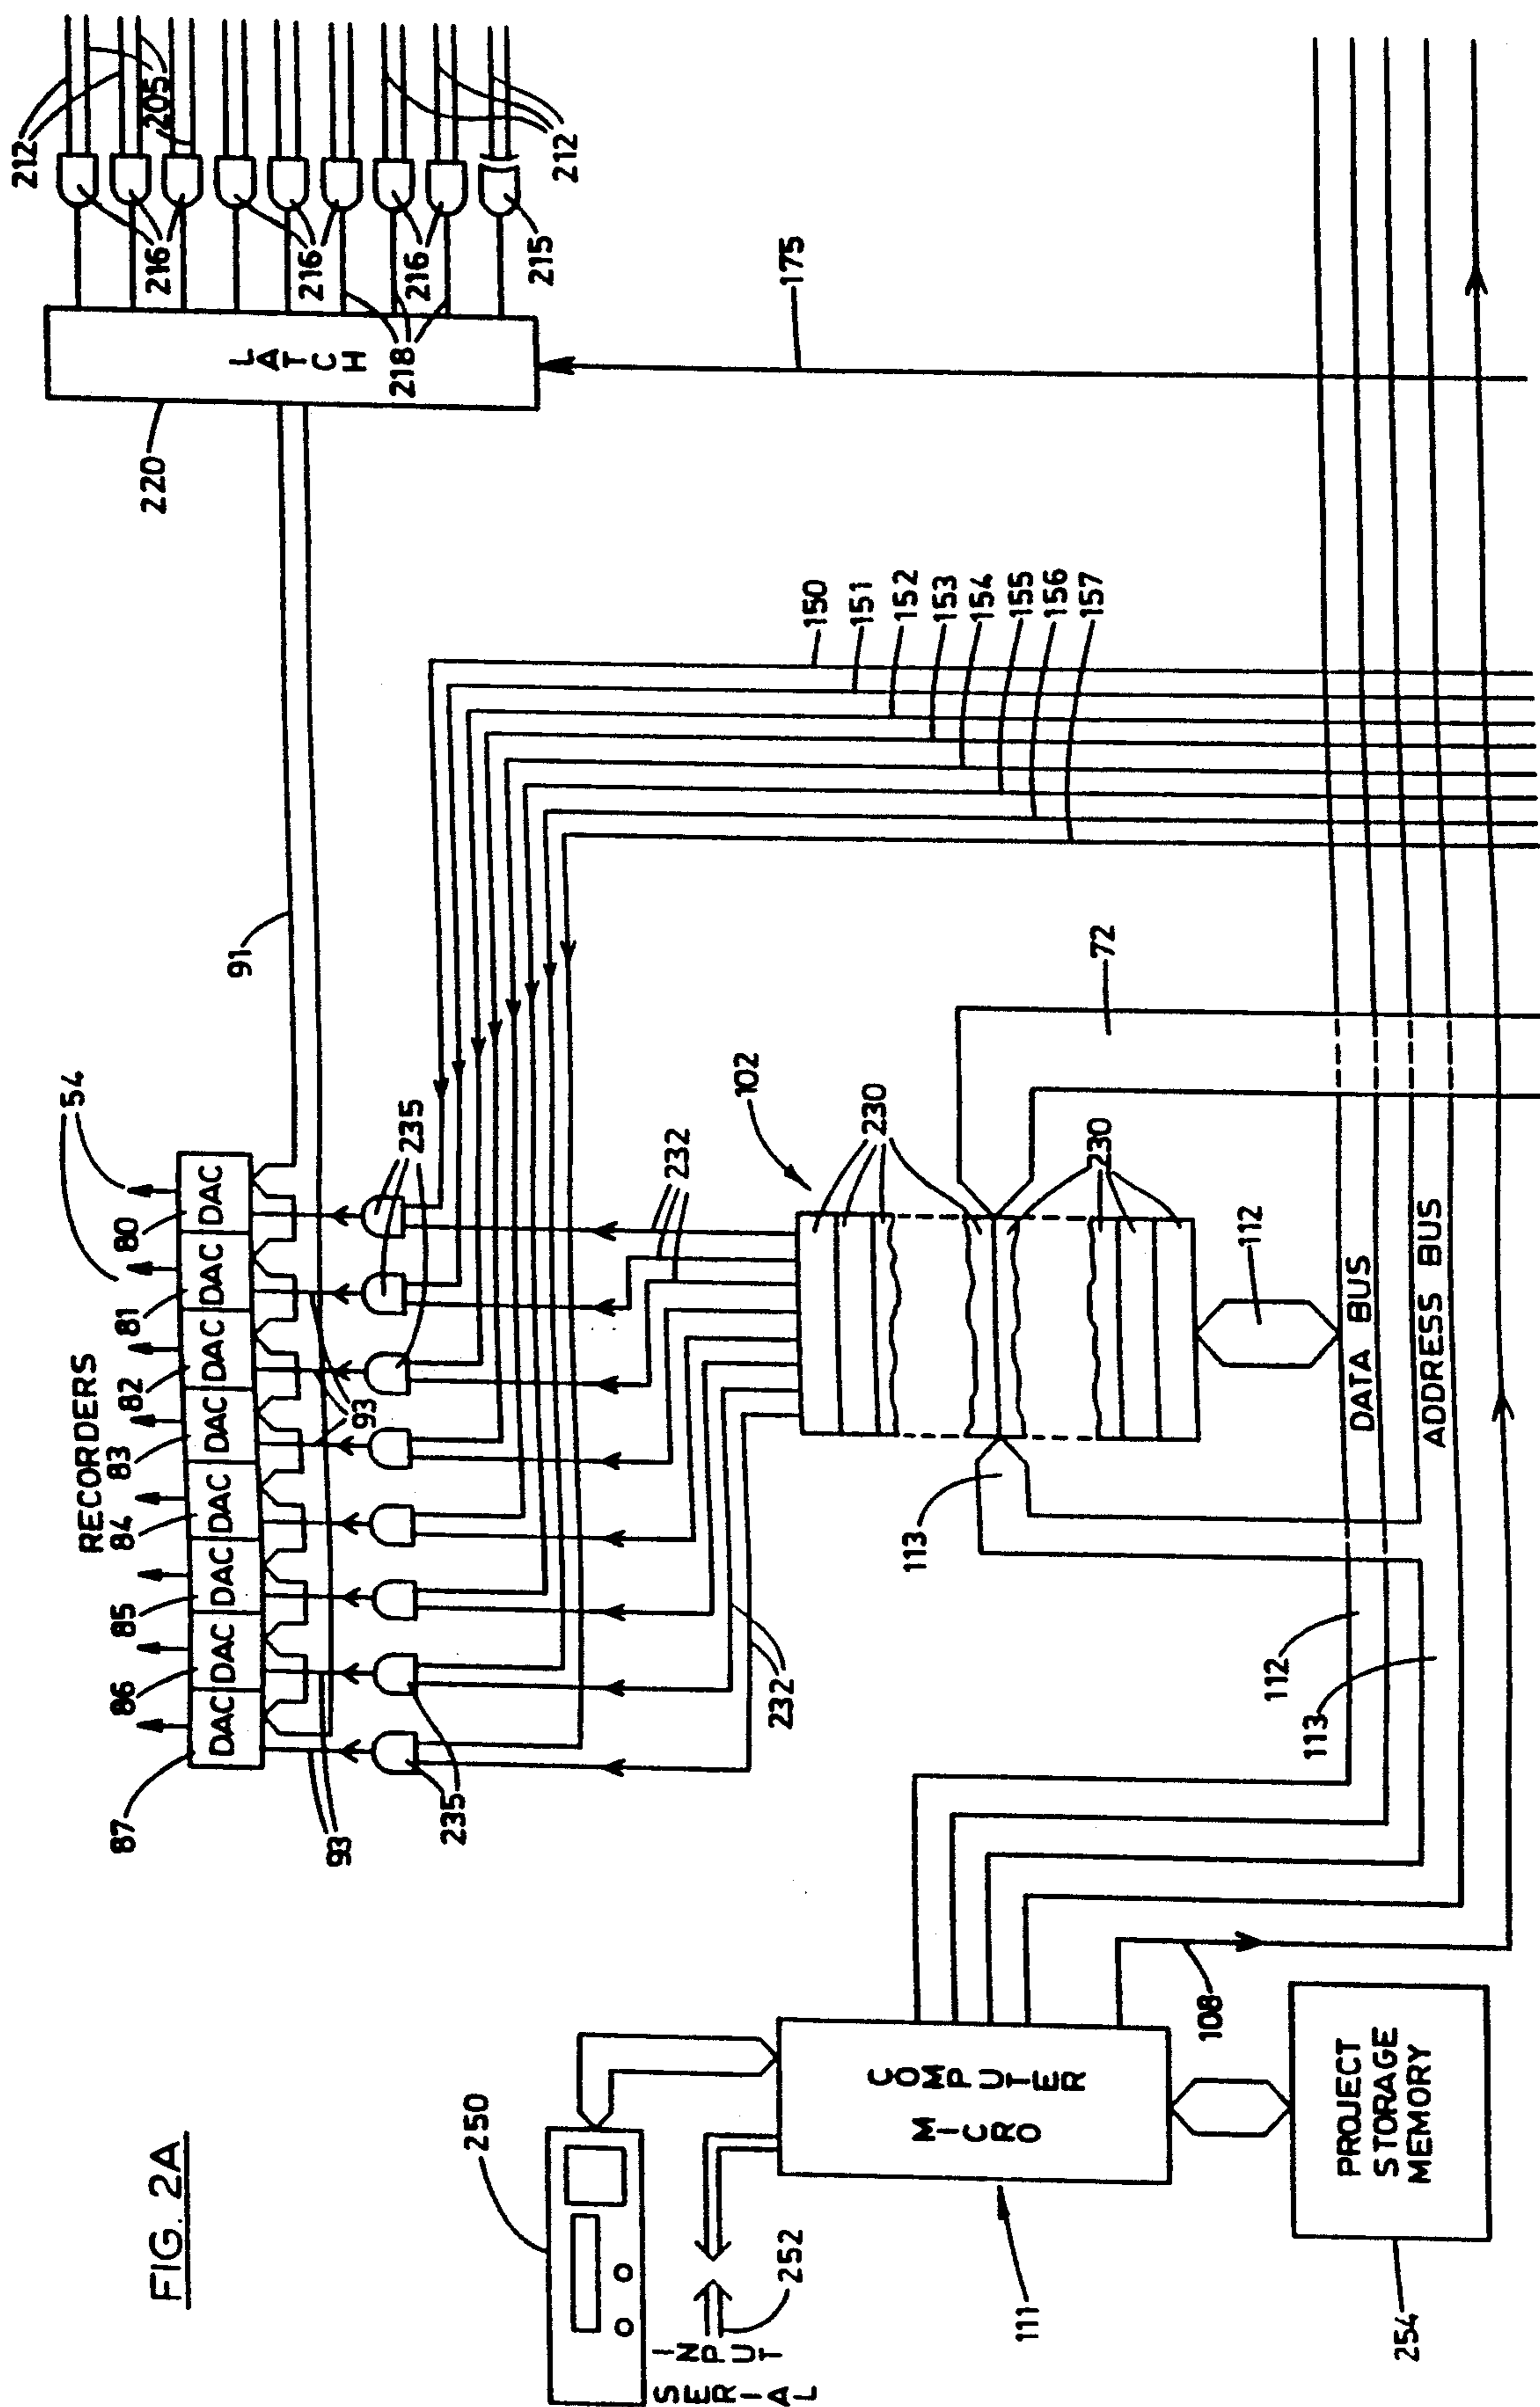 FIG. 2A
RECORDERS
54
87
86
85
84
83
82
81
80
DAC
DAC
DAC
DAC
DAC
DAC
DAC
DAC
93
93
91
235
235
232
232
102
230
230
113
112
72
150
151
152
153
154
155
156
157
220
LATCH
218
216
216
216
215
212
205
212
175
250
SERIAL
INPUT
252
MICRO
COMPUTER
111
108
254
PROJECT
STORAGE
MEMORY
112
113
DATA BUS
ADDRESS BUS